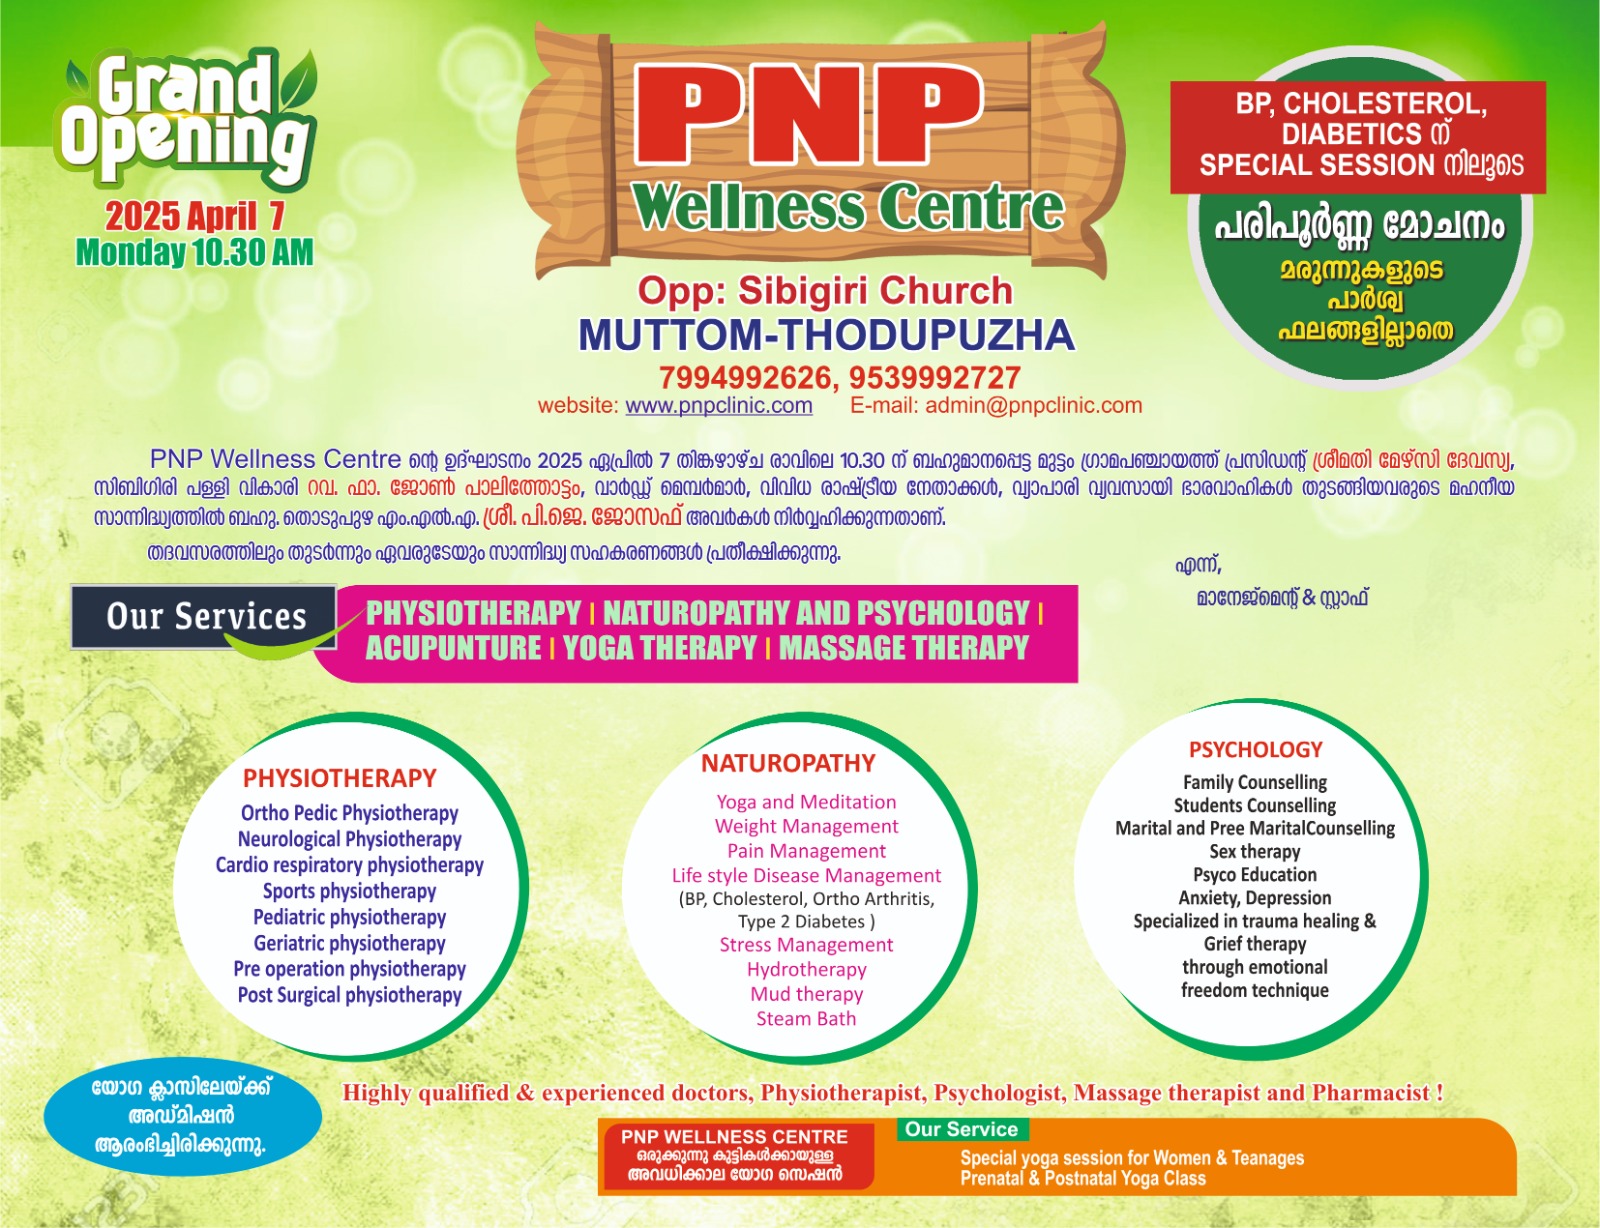 Grand
Opening
2025 April 7
Monday 10.30 AM
PNP
Wellness Centre
Opp: Sibigiri Church
MUTTOM-THODUPUZHA
7994992626, 9539992727
website: www.pnpclinic.com E-mail: admin@pnpclinic.com
BP, CHOLESTEROL,
DIABETICS ന്
SPECIAL SESSION നിലൂടെ
പരിപൂർണ്ണ മോചനം
മരുന്നുകളുടെ
പാർശ്വ
ഫലങ്ങളില്ലാതെ
PNP Wellness Centre ന്റെ ഉദ്ഘാടനം 2025 ഏപ്രിൽ 7 തിങ്കളാഴ്ച രാവിലെ 10.30 ന് ബഹുമാനപ്പെട്ട മുട്ടം ഗ്രാമപഞ്ചായത്ത് പ്രസിഡന്റ് ശ്രീമതി മേഴ്സി ദേവസ്യ,
സിബിഗിരി പള്ളി വികാരി റവ. ഫാ. ജോൺ പാലിത്തോട്ടം, വാർഡ്ഡ് മെമ്പർമാർ, വിവിധ രാഷ്ട്രീയ നേതാക്കൾ, വ്യാപാരി വ്യവസായി ഭാരവാഹികൾ തുടങ്ങിയവരുടെ മഹനീയ
സാന്നിദ്ധ്യത്തിൽ ബഹു. തൊടുപുഴ എം.എൽ.എ. ശ്രീ. പി.ജെ. ജോസഫ് അവർകൾ നിർവ്വഹിക്കുന്നതാണ്.
തദവസരത്തിലും തുടർന്നും ഏവരുടേയും സാന്നിദ്ധ്യ സഹകരണങ്ങൾ പ്രതീക്ഷിക്കുന്നു.
എന്ന്,
മാനേജ്മെന്റ് & സ്റ്റാഫ്
Our Services
PHYSIOTHERAPY | NATUROPATHY AND PSYCHOLOGY |
ACUPUNTURE | YOGA THERAPY | MASSAGE THERAPY
PHYSIOTHERAPY
Ortho Pedic Physiotherapy
Neurological Physiotherapy
Cardio respiratory physiotherapy
Sports physiotherapy
Pediatric physiotherapy
Geriatric physiotherapy
Pre operation physiotherapy
Post Surgical physiotherapy
NATUROPATHY
Yoga and Meditation
Weight Management
Pain Management
Life style Disease Management
(BP, Cholesterol, Ortho Arthritis,
Type 2 Diabetes )
Stress Management
Hydrotherapy
Mud therapy
Steam Bath
PSYCHOLOGY
Family Counselling
Students Counselling
Marital and Pree MaritalCounselling
Sex therapy
Psyco Education
Anxiety, Depression
Specialized in trauma healing &
Grief therapy
through emotional
freedom technique
യോഗ ക്ലാസിലേയ്ക്ക്
അഡ്മിഷൻ
ആരംഭിച്ചിരിക്കുന്നു.
Highly qualified & experienced doctors, Physiotherapist, Psychologist, Massage therapist and Pharmacist !
PNP WELLNESS CENTRE
ഒരുക്കുന്നു കുട്ടികൾക്കായുള്ള
അവധിക്കാല യോഗ സെഷൻ
Our Service
Special yoga session for Women & Teanages
Prenatal & Postnatal Yoga Class